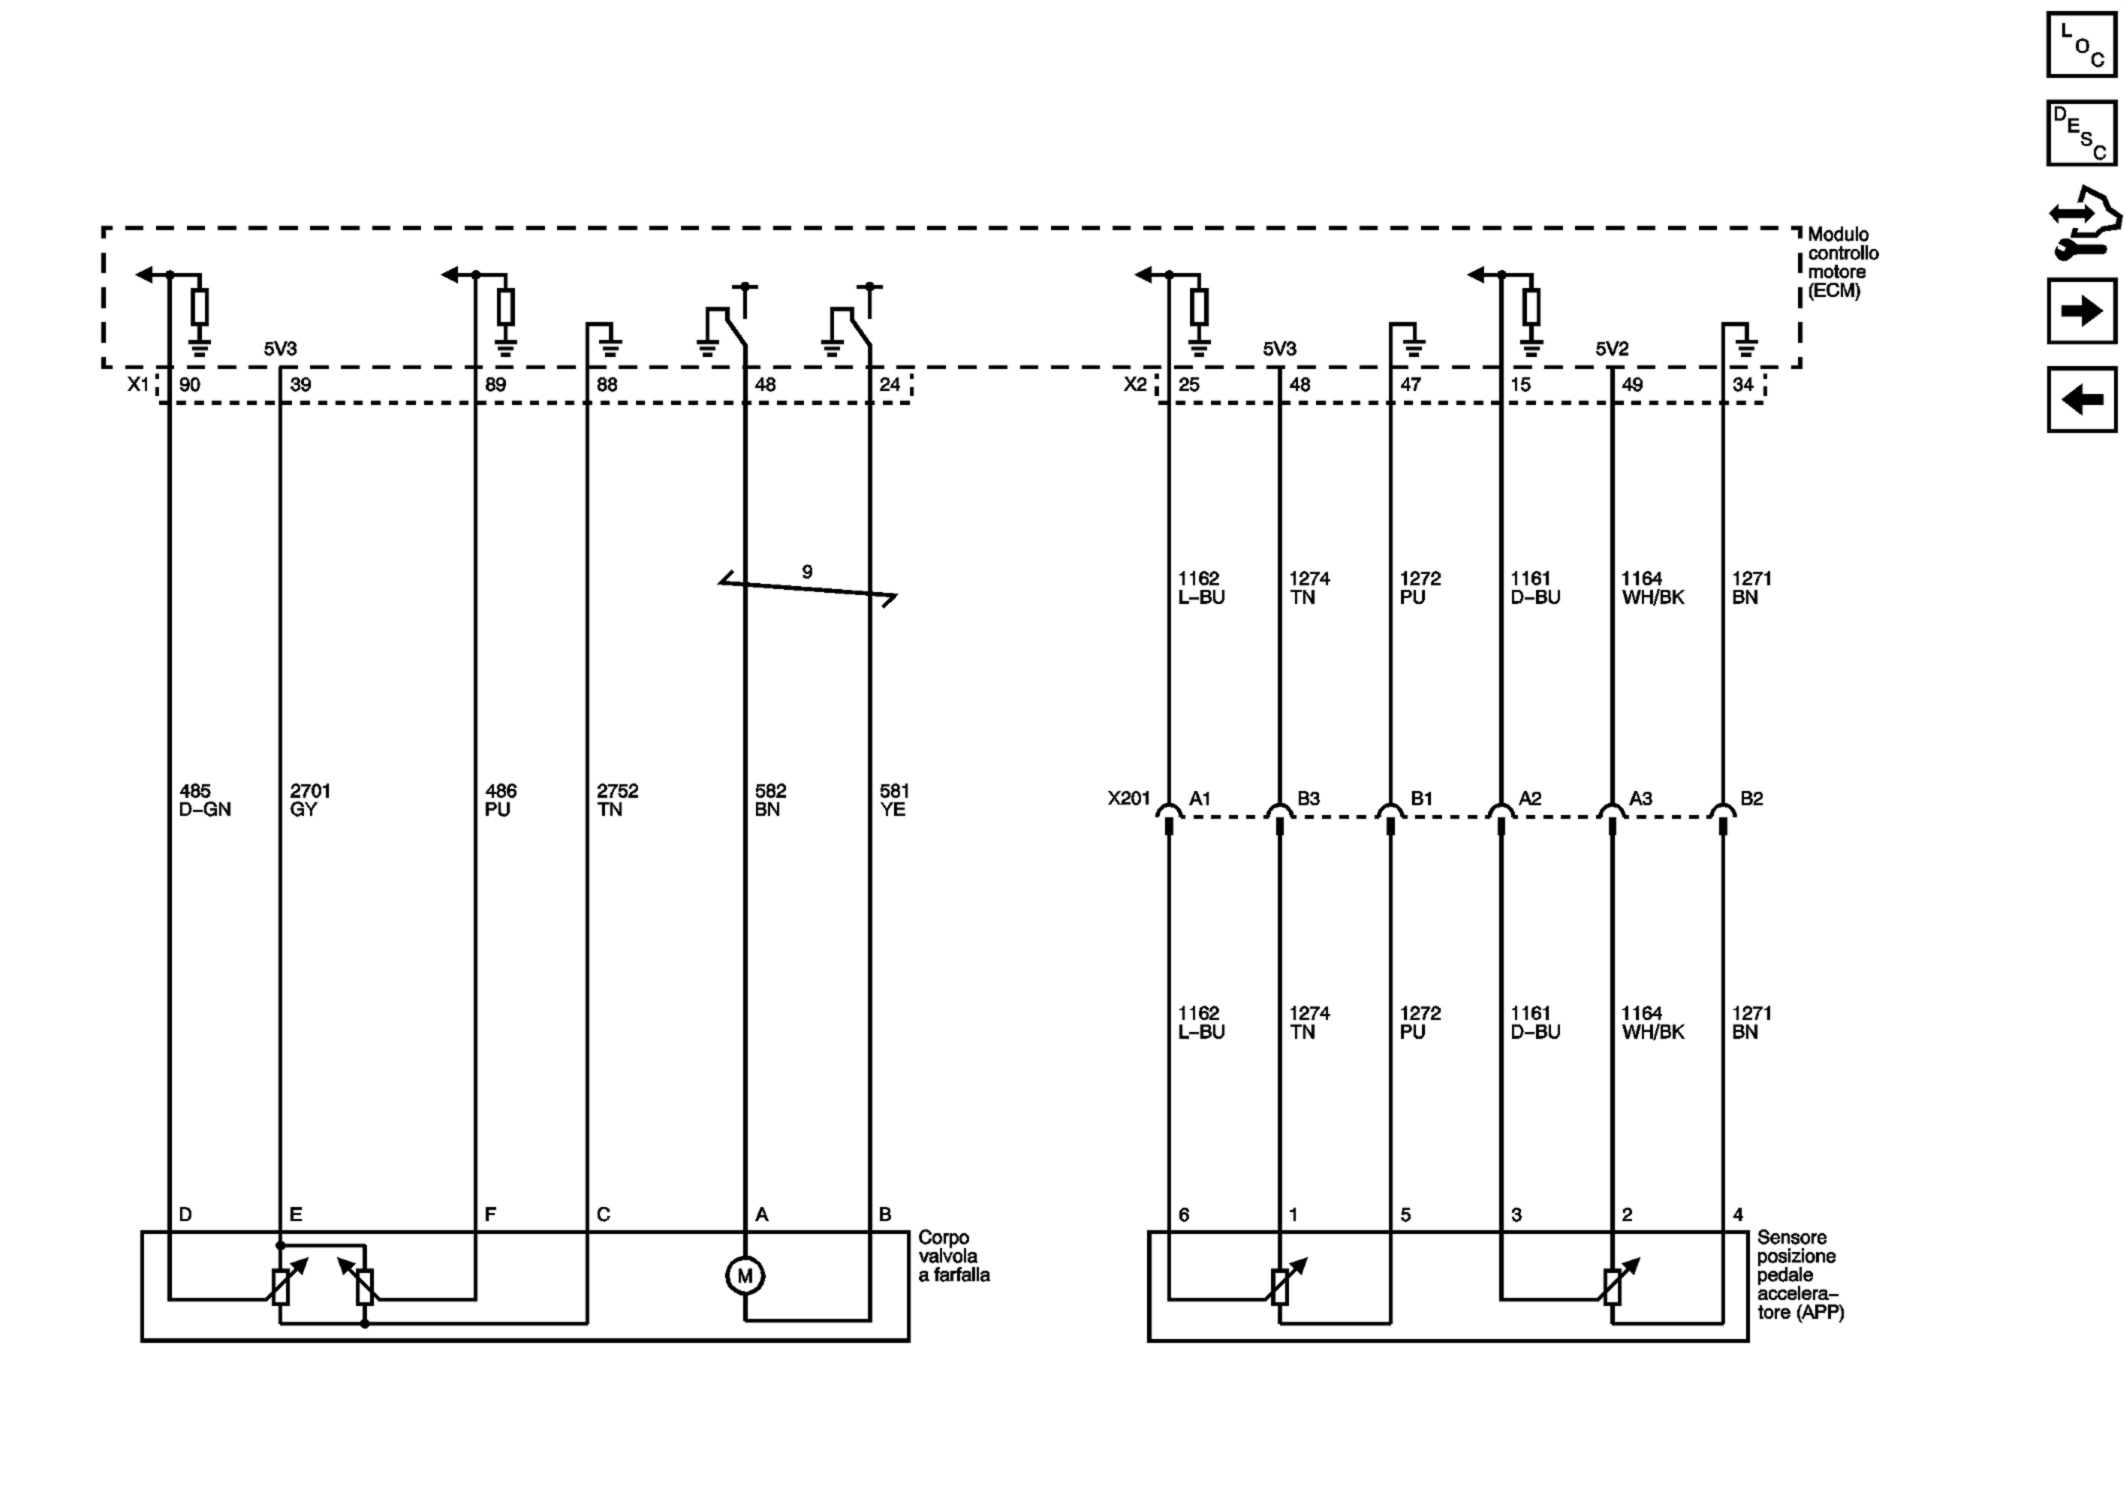 L
O
C
D
E
S
C
Modulo
controllo
motore
(ECM)
5V3
5V3
5V2
X1 90 39 89 88 48 24
X2 25 48 47 15 49 34
9
1162 1274 1272 1161 1164 1271
L–BU TN PU D–BU WH/BK BN
485 2701 486 2752 582 581
D–GN GY PU TN BN YE
X201 A1 B3 B1 A2 A3 B2
1162 1274 1272 1161 1164 1271
L–BU TN PU D–BU WH/BK BN
D E F C A B
6 1 5 3 2 4
M
Corpo
valvola
a farfalla
Sensore
posizione
pedale
accelera–
tore (APP)